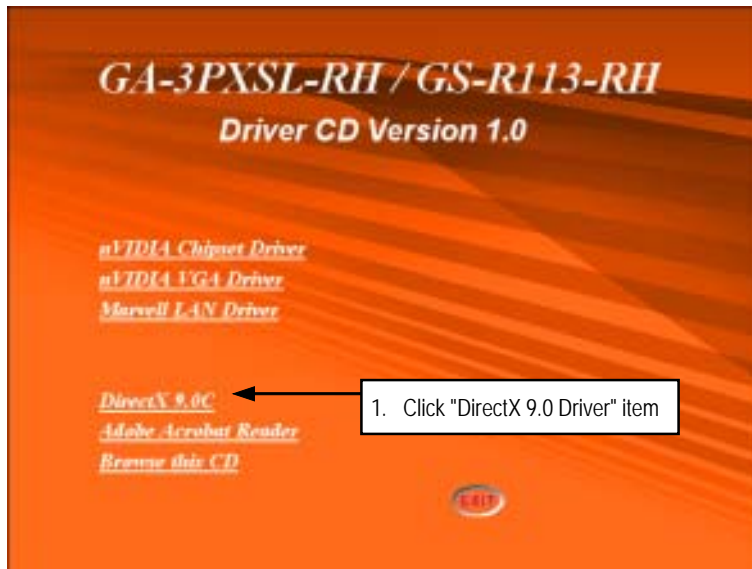 GA-3PXSL-RH / GS-R113-RH
Driver CD Version 1.0
nVIDIA Chipset Driver
nVIDIA VGA Driver
Marvell LAN Driver
DirectX 9.0C
1. Click "DirectX 9.0 Driver" item
Adobe Acrobat Reader
Browse this CD
EXIT